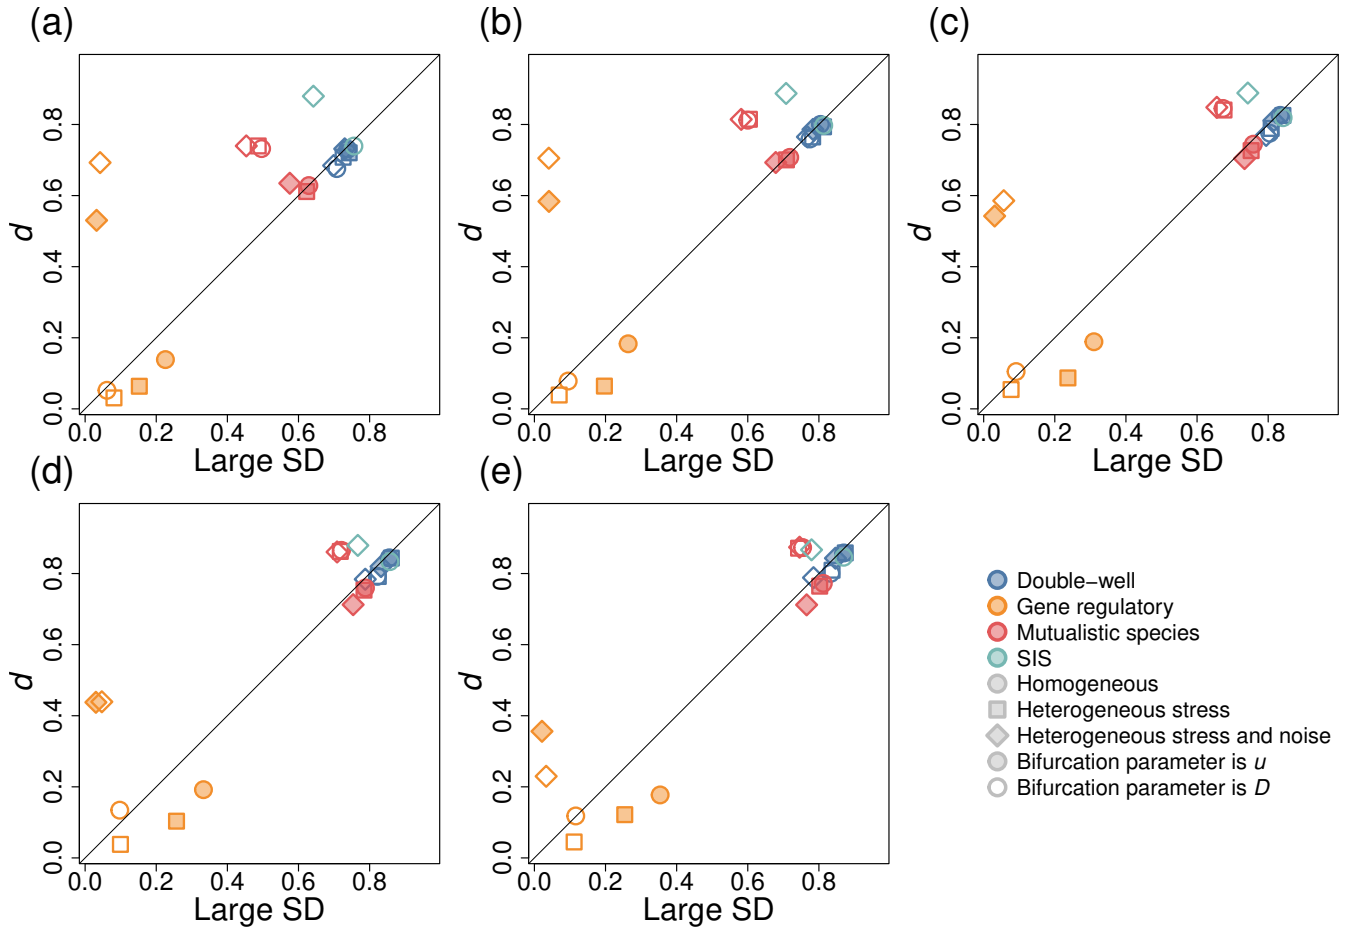 (a)
0.0 0.2 0.4 0.6 0.8
d
0.0 0.2 0.4 0.6 0.8
Large SD
(b)
0.0 0.2 0.4 0.6 0.8
d
0.0 0.2 0.4 0.6 0.8
Large SD
(c)
0.0 0.2 0.4 0.6 0.8
d
0.0 0.2 0.4 0.6 0.8
Large SD
(d)
0.0 0.2 0.4 0.6 0.8
d
0.0 0.2 0.4 0.6 0.8
Large SD
(e)
0.0 0.2 0.4 0.6 0.8
d
0.0 0.2 0.4 0.6 0.8
Large SD
Double−well
Gene regulatory
Mutualistic species
SIS
Homogeneous
Heterogeneous stress
Heterogeneous stress and noise
Bifurcation parameter is u
Bifurcation parameter is D